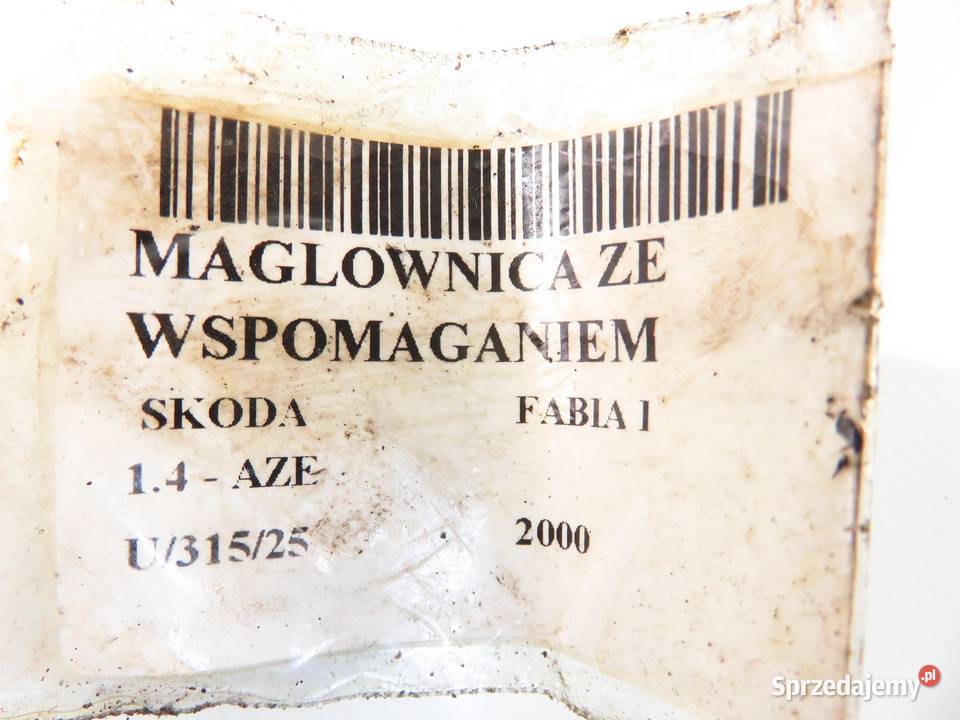 MAGLOWNICA ZE
WSPOMAGANIEM
SKODA FABIA I
1.4 - AZE
U/315/25 2000
Sprzedajemy.pl